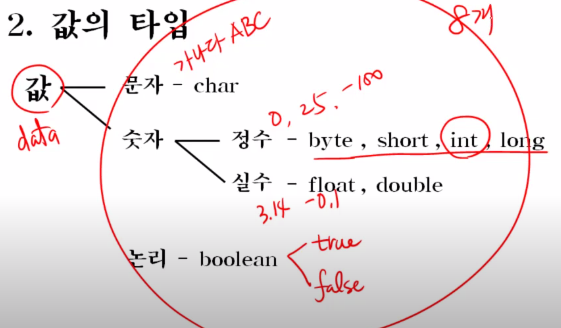 2. 값의 타입
8개
가나다 ABC
값
문자 - char
data
0, 25, -100
숫자
정수 - byte, short, int, long
실수 - float, double
3.14 -0.1
논리 - boolean
true
false